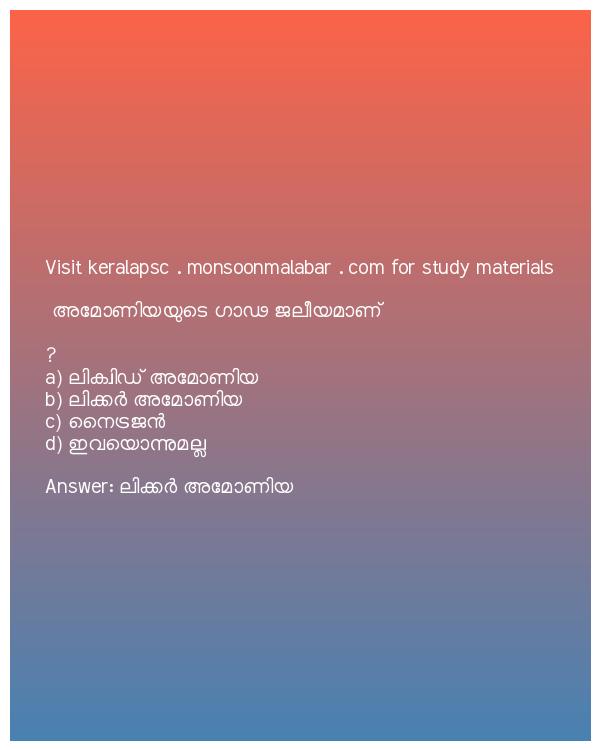 Visit keralapsc . monsoonmalabar . com for study materials
അമോണിയയുടെ ഗാഢ ജലീയമാണ്
?
a) ലിക്വിഡ് അമോണിയ
b) ലിക്കർ അമോണിയ
c) നൈട്രജൻ
d) ഇവയൊന്നുമല്ല
Answer: ലിക്കർ അമോണിയ